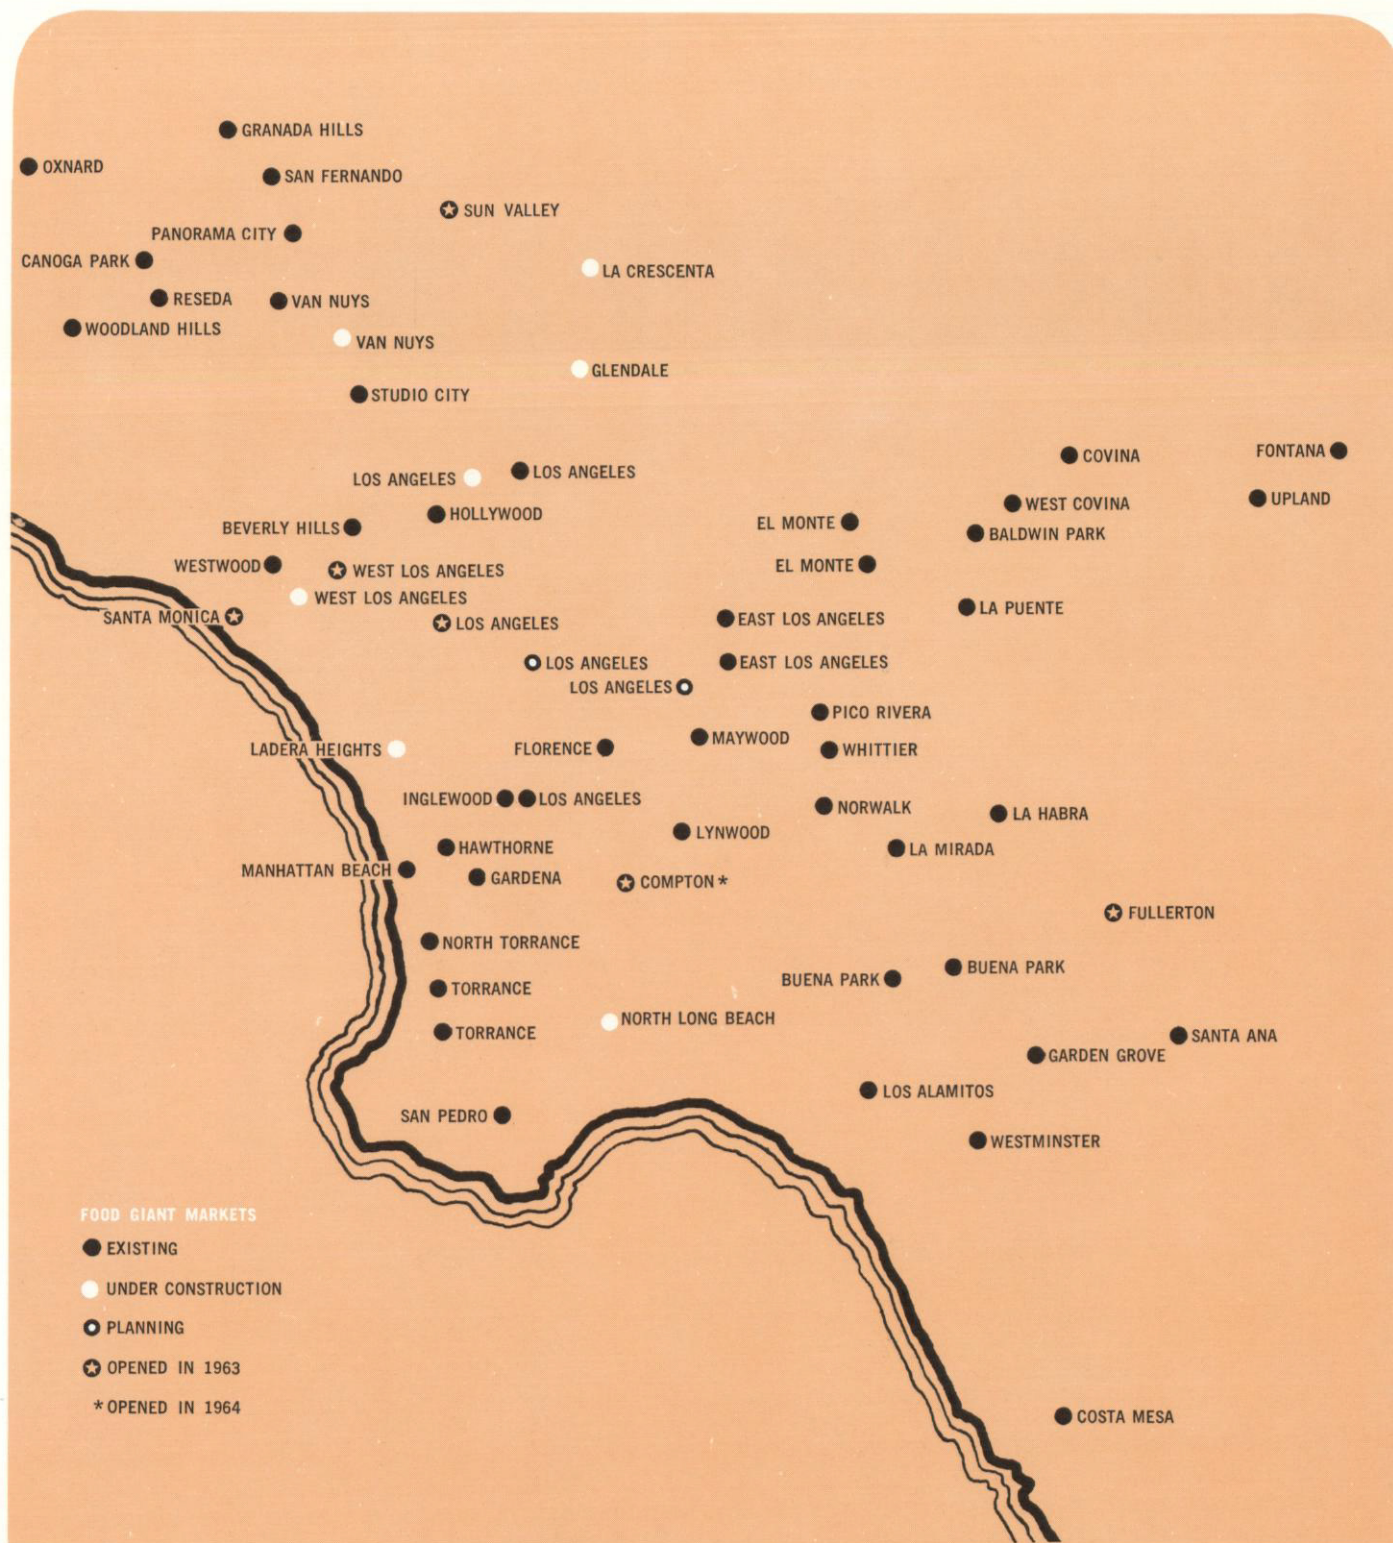 GRANADA HILLS
OXNARD
SAN FERNANDO
SUN VALLEY
PANORAMA CITY
CANOGA PARK
LA CRESCENTA
RESEDA
VAN NUYS
WOODLAND HILLS
VAN NUYS
GLENDALE
STUDIO CITY
COVINA
FONTANA
LOS ANGELES
LOS ANGELES
WEST COVINA
UPLAND
HOLLYWOOD
BEVERLY HILLS
EL MONTE
BALDWIN PARK
WESTWOOD
WEST LOS ANGELES
EL MONTE
WEST LOS ANGELES
LA PUENTE
SANTA MONICA
LOS ANGELES
EAST LOS ANGELES
LOS ANGELES
EAST LOS ANGELES
LOS ANGELES
PICO RIVERA
MAYWOOD
LADERA HEIGHTS
FLORENCE
WHITTIER
INGLEWOOD
LOS ANGELES
NORWALK
LA HABRA
LYNWOOD
HAWTHORNE
LA MIRADA
MANHATTAN BEACH
GARDENA
COMPTON *
FULLERTON
NORTH TORRANCE
BUENA PARK
BUENA PARK
TORRANCE
NORTH LONG BEACH
TORRANCE
SANTA ANA
GARDEN GROVE
LOS ALAMITOS
SAN PEDRO
WESTMINSTER
FOOD GIANT MARKETS
EXISTING
UNDER CONSTRUCTION
PLANNING
OPENED IN 1963
* OPENED IN 1964
COSTA MESA